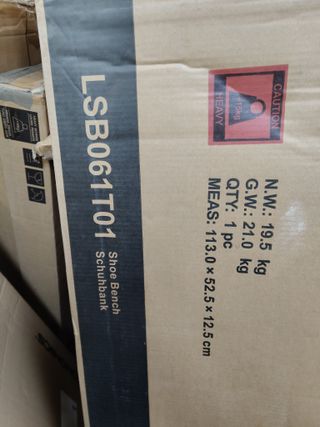 LSB061T01
Shoe Bench
Schuhbank
CAUTION
15kg
HEAVY
N.W.: 19.5 kg
G.W.: 21.0 kg
QTY: 1 pc
MEAS: 113.0 × 52.5 × 12.5 cm